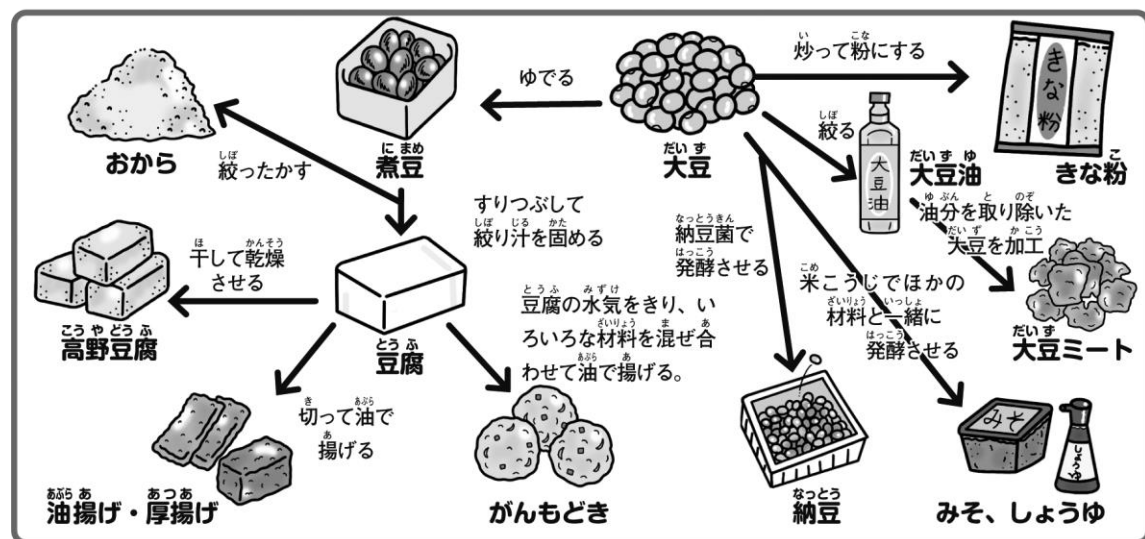 炒って粉にする
きな粉
きな粉
ゆでる
絞る
大豆油
おから
絞ったかす
煮豆
大豆
大豆油
油分を取り除いた
大豆を加工
すりつぶして
絞り汁を固める
納豆菌で
発酵させる
干して乾燥
させる
米こうじでほかの
材料と一緒に
発酵させる
大豆ミート
豆腐の水気をきり、い
ろいろな材料を混ぜ合
わせて油で揚げる。
高野豆腐
豆腐
切って油で
揚げる
みそ
しょうゆ
油揚げ・厚揚げ
がんもどき
納豆
みそ、しょうゆ